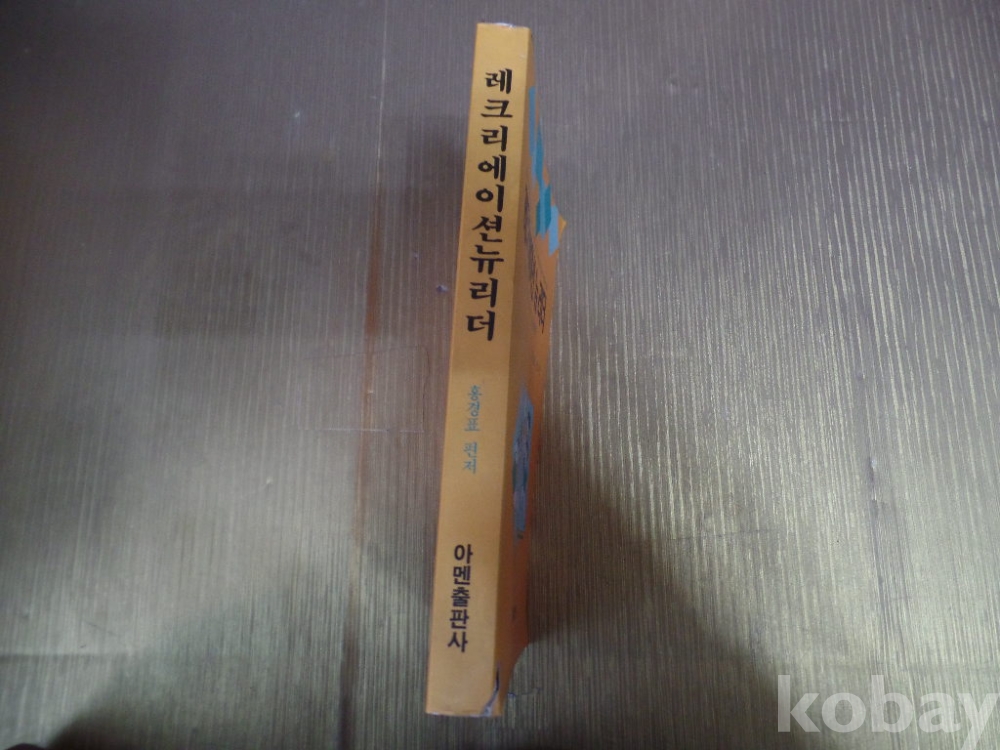 레크리에이션뉴리더
홍경표 편저
아멘출판사
kobay